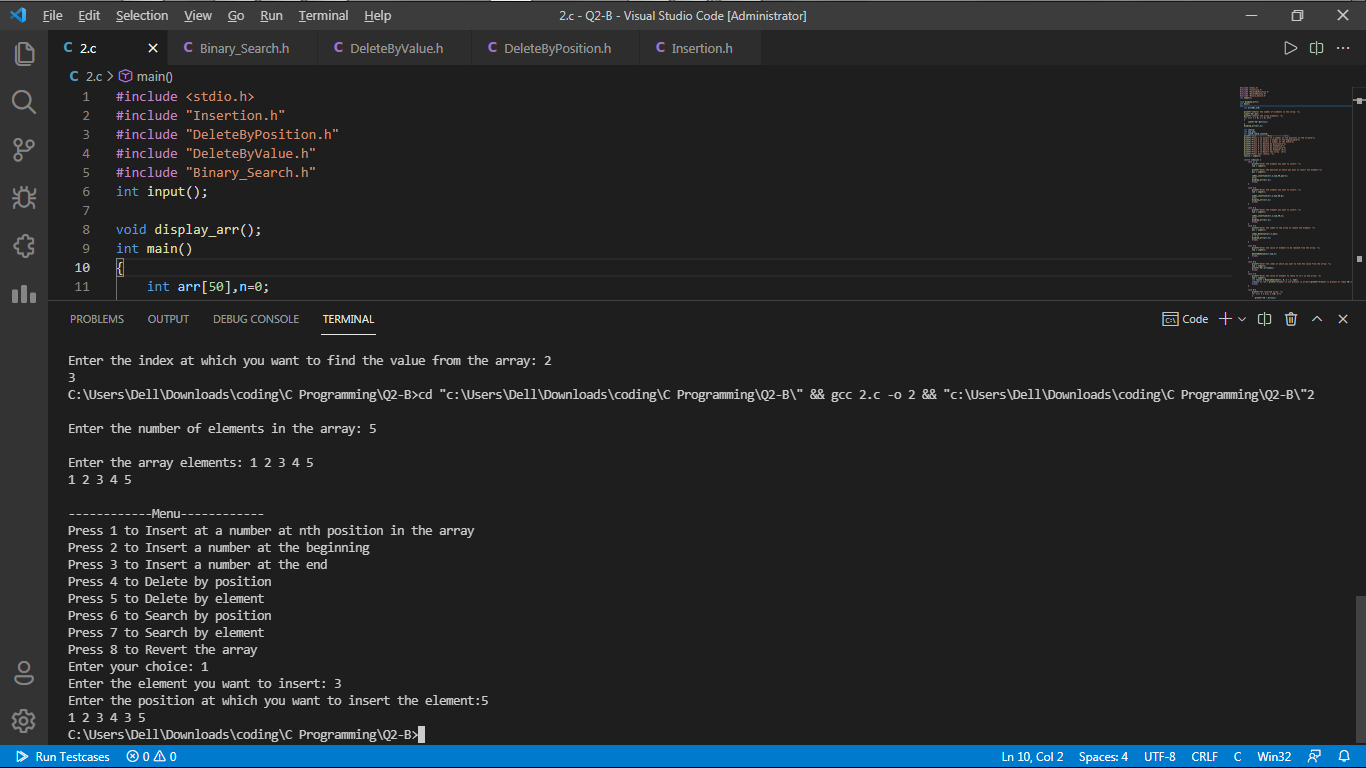 File Edit Selection View Go Run Terminal Help 2.c - Q2-B - Visual Studio Code [Administrator]
C 2.c C Binary_Search.h C DeleteByValue.h C DeleteByPosition.h C Insertion.h
C 2.c > main()
1 #include <stdio.h>
2 #include "Insertion.h"
3 #include "DeleteByPosition.h"
4 #include "DeleteByValue.h"
5 #include "Binary_Search.h"
6 int input();
7
8 void display_arr();
9 int main()
10 {
11 int arr[50],n=0;
PROBLEMS OUTPUT DEBUG CONSOLE TERMINAL Code
Enter the index at which you want to find the value from the array: 2
3
C:\Users\Dell\Downloads\coding\C Programming\Q2-B>cd "c:\Users\Dell\Downloads\coding\C Programming\Q2-B\" && gcc 2.c -o 2 && "c:\Users\Dell\Downloads\coding\C Programming\Q2-B\"2
Enter the number of elements in the array: 5
Enter the array elements: 1 2 3 4 5
1 2 3 4 5
------------Menu------------
Press 1 to Insert at a number at nth position in the array
Press 2 to Insert a number at the beginning
Press 3 to Insert a number at the end
Press 4 to Delete by position
Press 5 to Delete by element
Press 6 to Search by position
Press 7 to Search by element
Press 8 to Revert the array
Enter your choice: 1
Enter the element you want to insert: 3
Enter the position at which you want to insert the element:5
1 2 3 4 3 5
C:\Users\Dell\Downloads\coding\C Programming\Q2-B>
Run Testcases 0 0 Ln 10, Col 2 Spaces: 4 UTF-8 CRLF C Win32